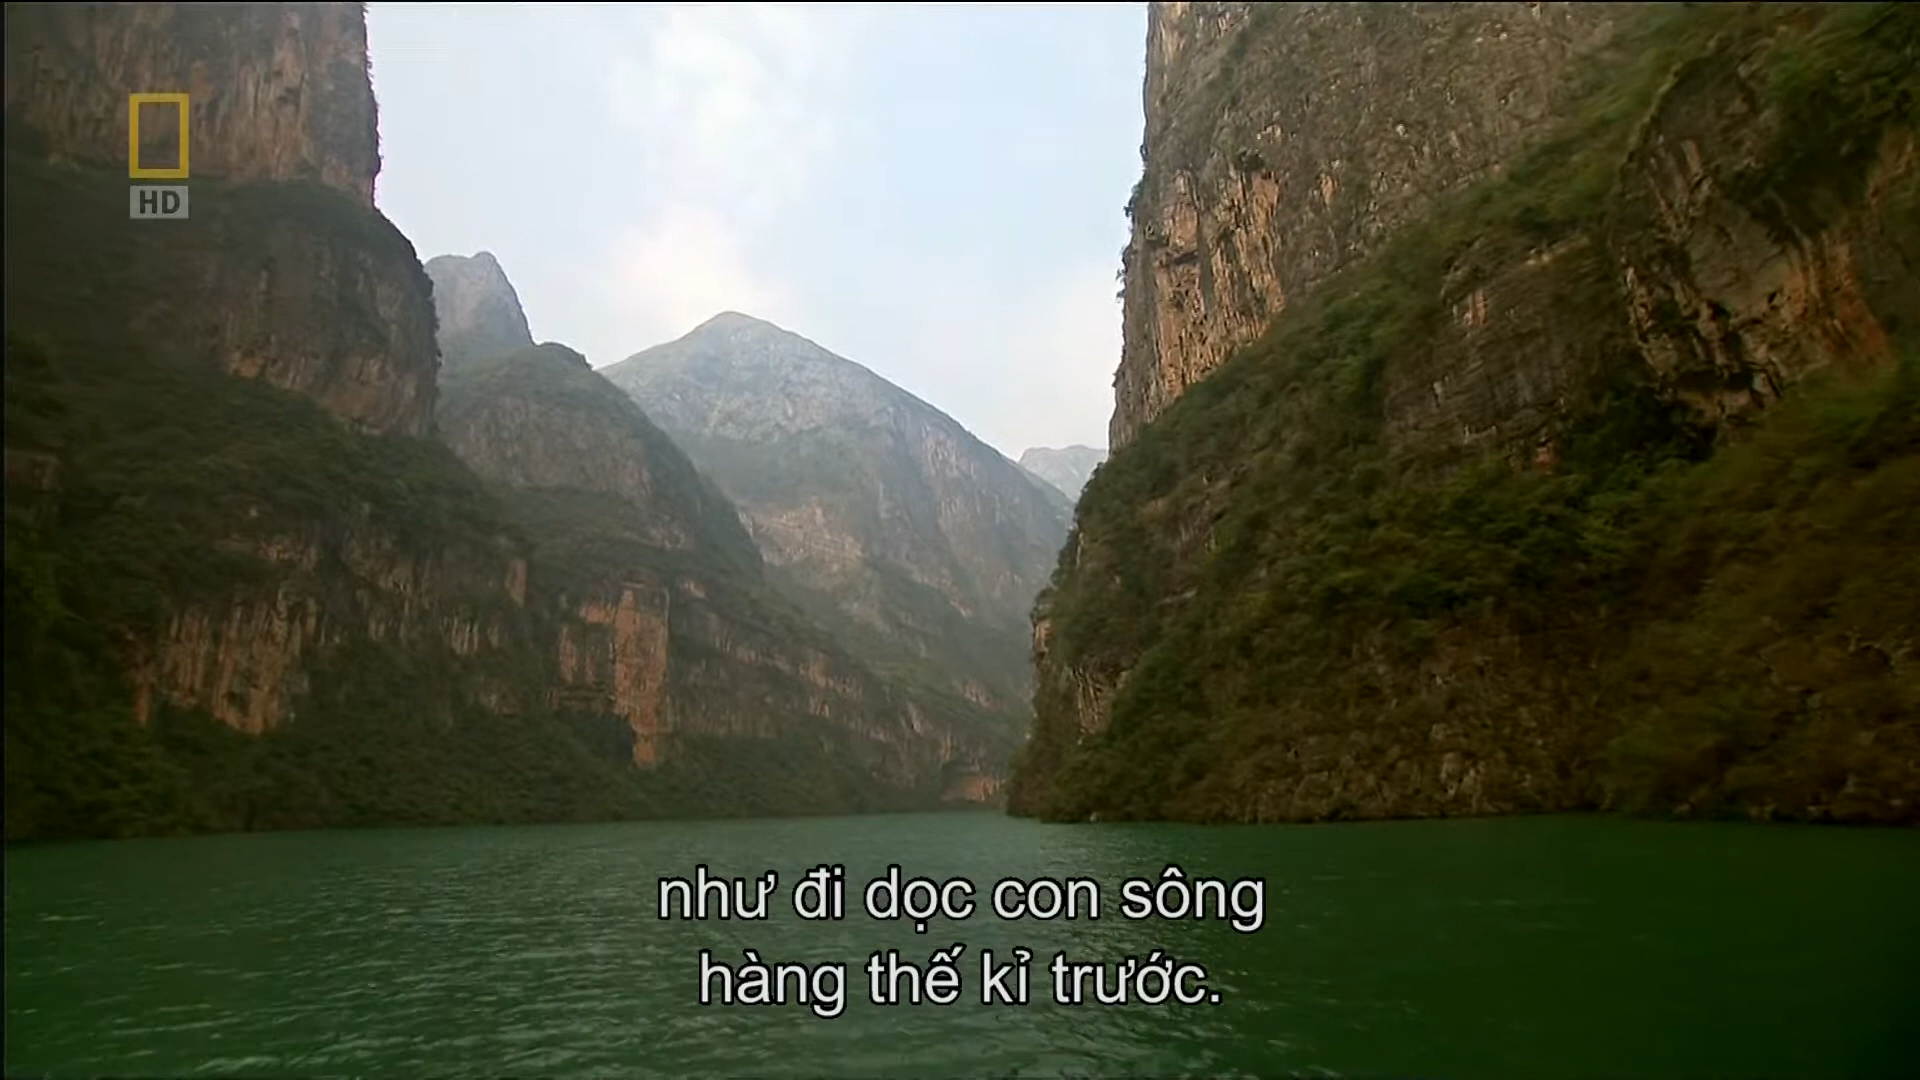 HD
như đi dọc con sông
hàng thế kỉ trước.